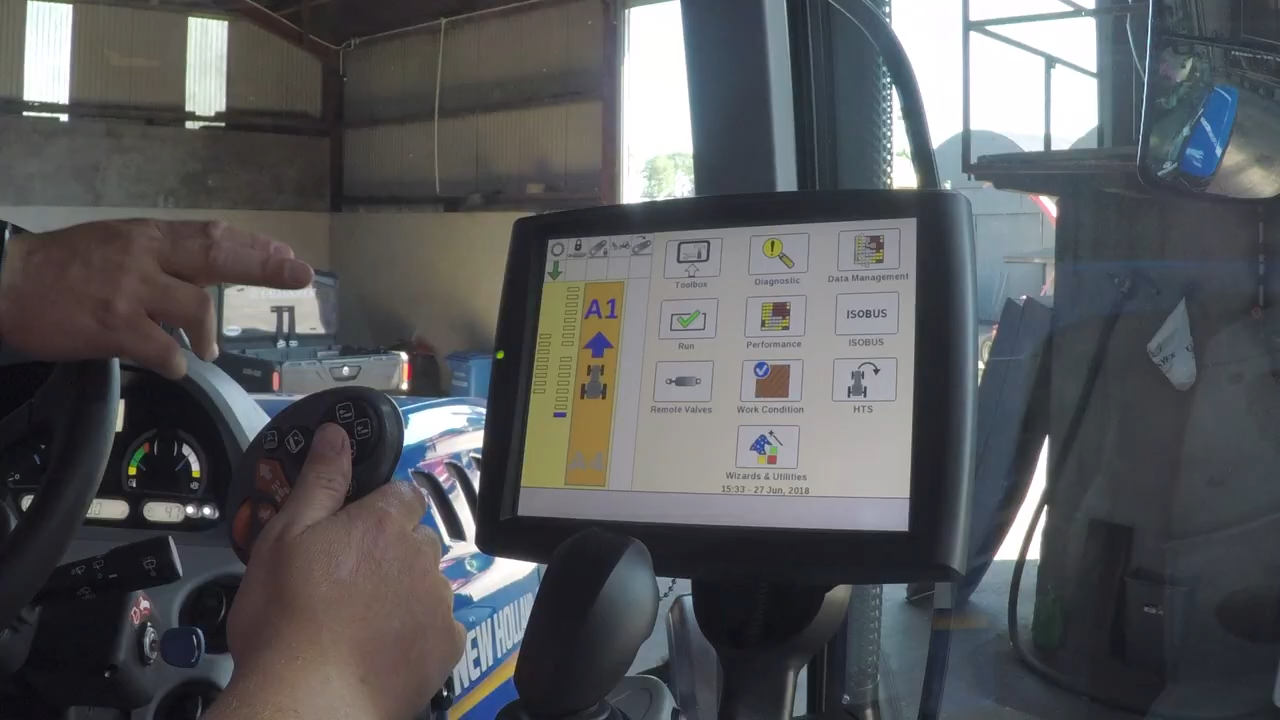 A1
Toolbox
Diagnostic
Data Management
Run
Performance
ISOBUS
ISOBUS
Remote Valves
Work Condition
HTS
Wizards & Utilities
15:33 - 27 Jun, 2018
NEW HOLLAND